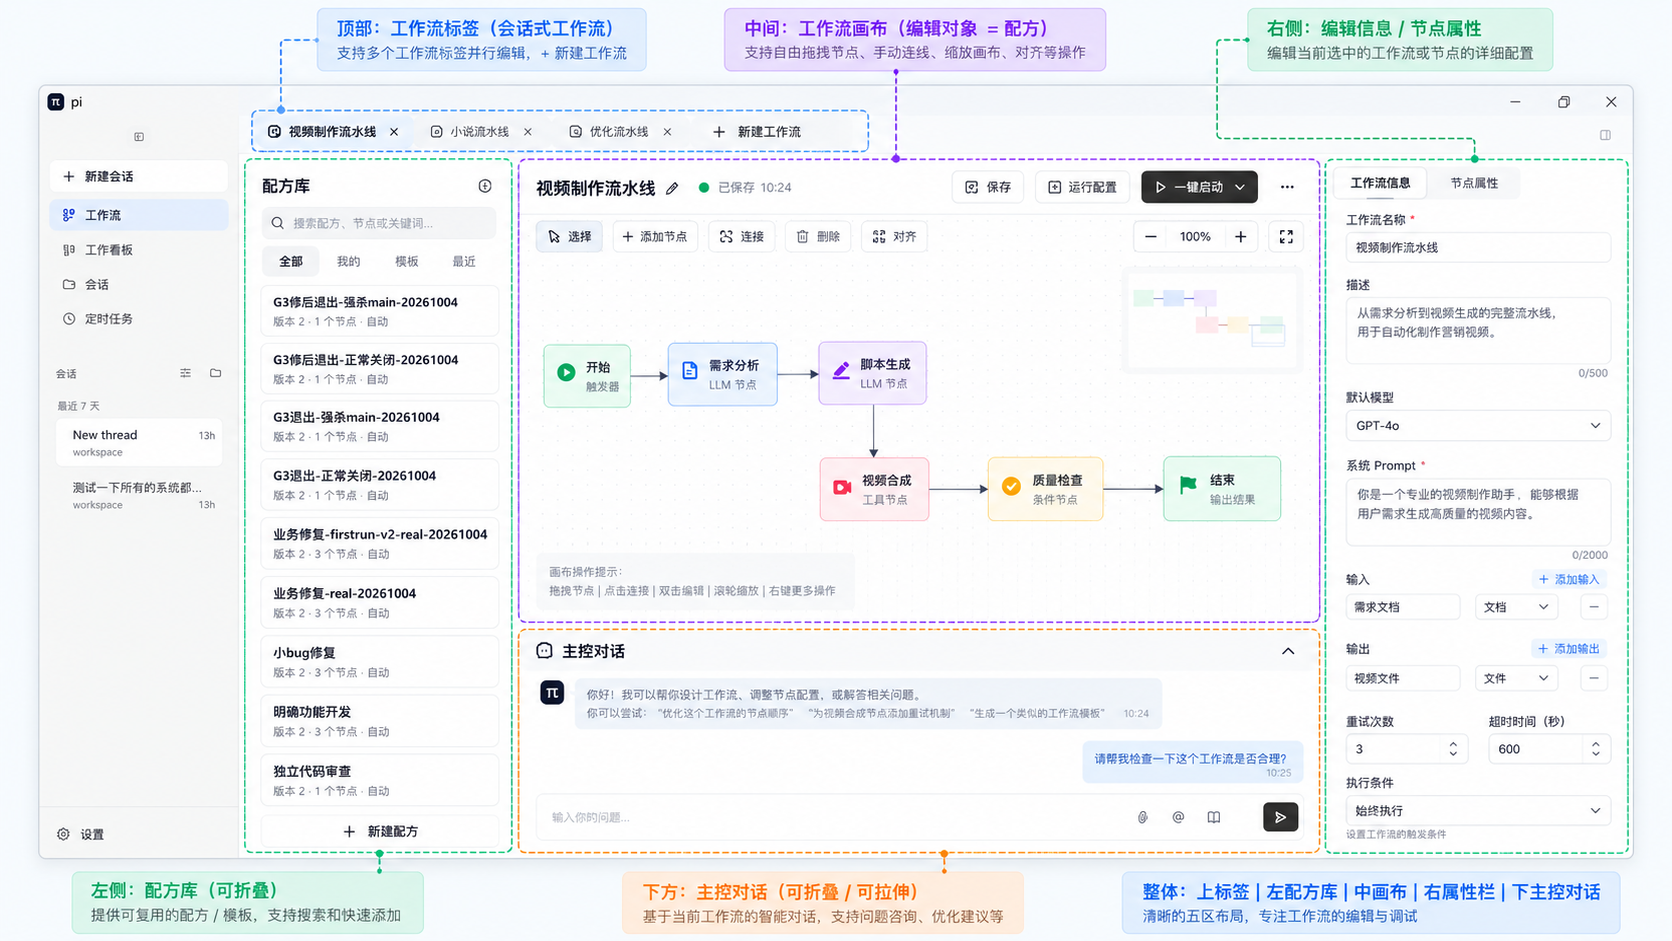 顶部：工作流标签（会话式工作流）
支持多个工作流标签并行编辑，+ 新建工作流
中间：工作流画布（编辑对象 = 配方）
支持自由拖拽节点、手动连线、缩放画布、对齐等操作
右侧：编辑信息 / 节点属性
编辑当前选中的工作流或节点的详细配置
π pi
视频制作流水线
小说流水线
优化流水线
+ 新建工作流
+ 新建会话
工作流
工作看板
会话
定时任务
会话
最近 7 天
New thread 13h
workspace
测试一下所有的系统都...
workspace 13h
设置
配方库
搜索配方、节点或关键词...
全部 我的 模板 最近
G3修后退出-强杀main-20261004
版本 2 · 1 个节点 · 自动
G3修后退出-正常关闭-20261004
版本 2 · 1 个节点 · 自动
G3退出-强杀main-20261004
版本 2 · 1 个节点 · 自动
G3退出-正常关闭-20261004
版本 2 · 1 个节点 · 自动
业务修复-firstrun-v2-real-20261004
版本 2 · 3 个节点 · 自动
业务修复-real-20261004
版本 2 · 3 个节点 · 自动
小bug修复
版本 2 · 3 个节点 · 自动
明确功能开发
版本 2 · 3 个节点 · 自动
独立代码审查
版本 2 · 1 个节点 · 自动
+ 新建配方
视频制作流水线 已保存 10:24
保存
运行配置
一键启动
选择
+ 添加节点
连接
删除
对齐
− 100% +
开始
触发器
需求分析
LLM 节点
脚本生成
LLM 节点
视频合成
工具节点
质量检查
条件节点
结束
输出结果
画布操作提示：
拖拽节点 | 点击连接 | 双击编辑 | 滚轮缩放 | 右键更多操作
主控对话
π
你好！我可以帮你设计工作流、调整节点配置，或解答相关问题。
你可以尝试： “优化这个工作流的节点顺序” “为视频合成节点添加重试机制” “生成一个类似的工作流模板” 10:24
请帮我检查一下这个工作流是否合理？
10:25
输入你的问题...
工作流信息 节点属性
工作流名称 *
视频制作流水线
描述
从需求分析到视频生成的完整流水线，
用于自动化制作营销视频。
0/500
默认模型
GPT-4o
系统 Prompt *
你是一个专业的视频制作助手，能够根据
用户需求生成高质量的视频内容。
0/2000
输入 + 添加输入
需求文档 文档
输出 + 添加输出
视频文件 文件
重试次数 超时时间（秒）
3 600
执行条件
始终执行
设置工作流的触发条件
左侧：配方库（可折叠）
提供可复用的配方 / 模板，支持搜索和快速添加
下方：主控对话（可折叠 / 可拉伸）
基于当前工作流的智能对话，支持问题咨询、优化建议等
整体：上标签 | 左配方库 | 中画布 | 右属性栏 | 下主控对话
清晰的五区布局，专注工作流的编辑与调试